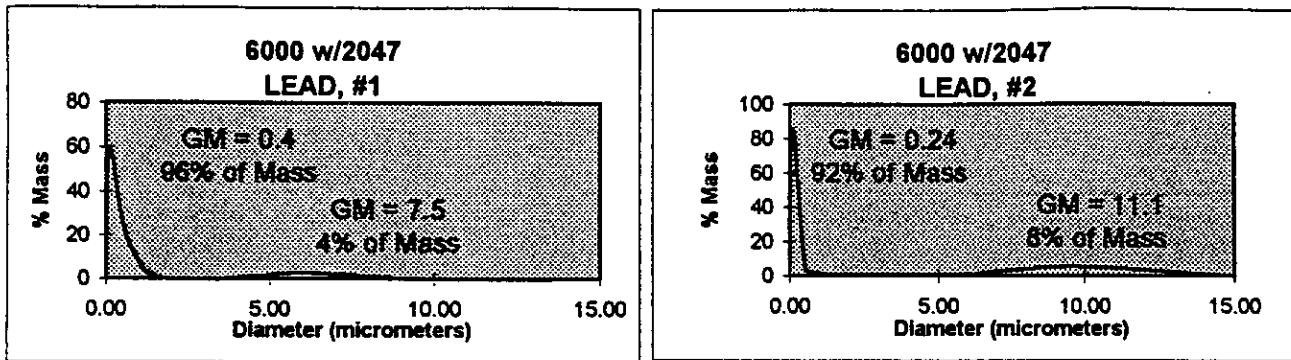 6000 w/2047
LEAD, #1
% Mass
80
60
40
20
0
GM = 0.4
96% of Mass
GM = 7.5
4% of Mass
0.00 5.00 10.00 15.00
Diameter (micrometers)
6000 w/2047
LEAD, #2
% Mass
100
80
60
40
20
0
GM = 0.24
92% of Mass
GM = 11.1
8% of Mass
0.00 5.00 10.00 15.00
Diameter (micrometers)